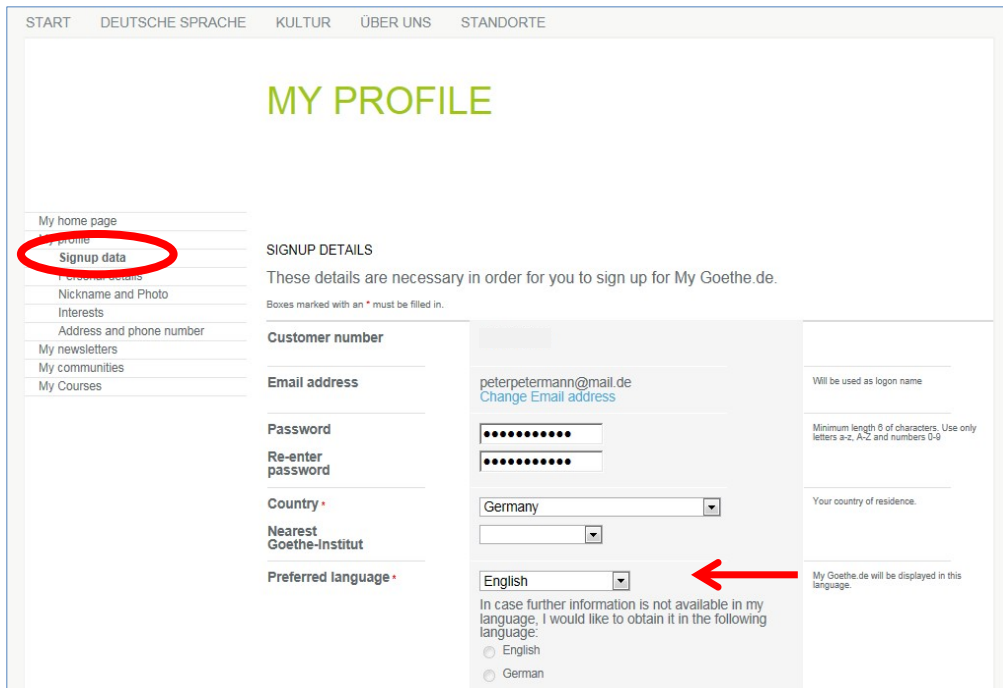 START DEUTSCHE SPRACHE KULTUR ÜBER UNS STANDORTE
MY PROFILE
My home page
My profile
Signup data
Personal details
Nickname and Photo
Interests
Address and phone number
My newsletters
My communities
My Courses
SIGNUP DETAILS
These details are necessary in order for you to sign up for My Goethe.de.
Boxes marked with an * must be filled in.
Customer number
Email address
peterpetermann@mail.de
Change Email address
Will be used as logon name
Password
●●●●●●●●●●●
Minimum length 6 of characters. Use only
letters a-z, A-Z and numbers 0-9
Re-enter
password
●●●●●●●●●●●
Country *
Germany
Your country of residence.
Nearest
Goethe-Institut
Preferred language *
English
My Goethe.de will be displayed in this
language.
In case further information is not available in my
language, I would like to obtain it in the following
language:
English
German